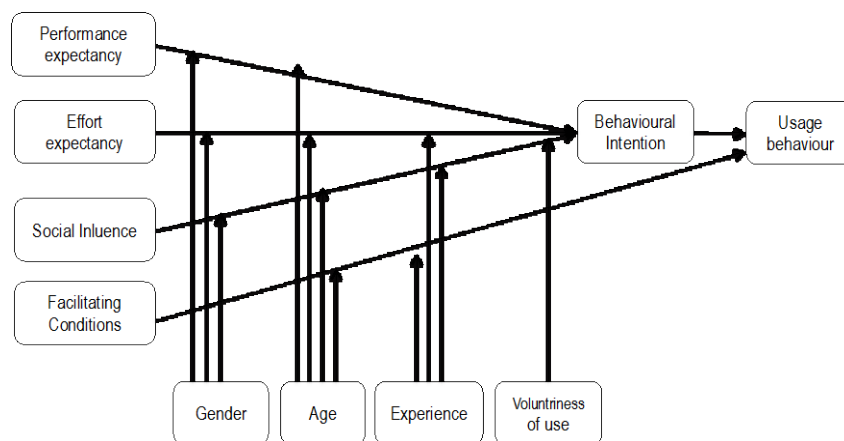 Performance
expectancy
Effort
expectancy
Behavioural
Intention
Usage
behaviour
Social Inluence
Facilitating
Conditions
Gender
Age
Experience
Voluntriness
of use